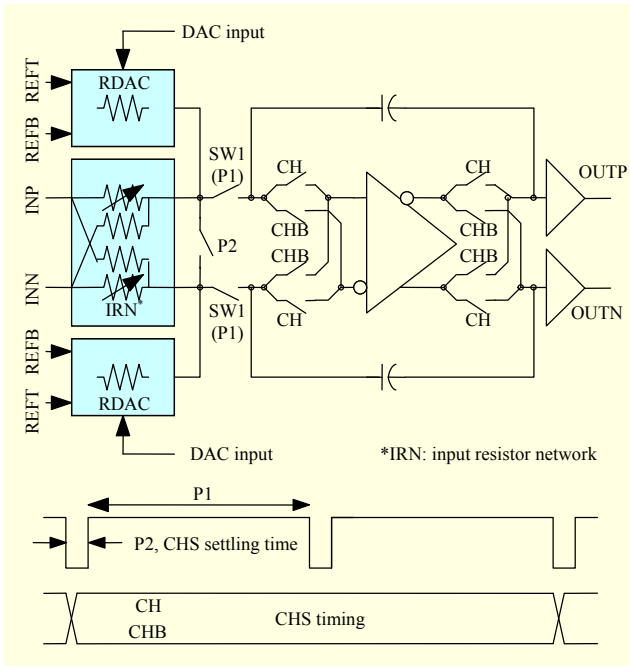 DAC input
REFT
RDAC
REFB
SW1
(P1)
CH
CH
OUTP
INP
CHB
CHB
P2
CHB
CHB
INN
IRN*
SW1
(P1)
CH
CH
OUTN
REFB
RDAC
REFT
DAC input
*IRN: input resistor network
P1
P2, CHS settling time
CH
CHB
CHS timing